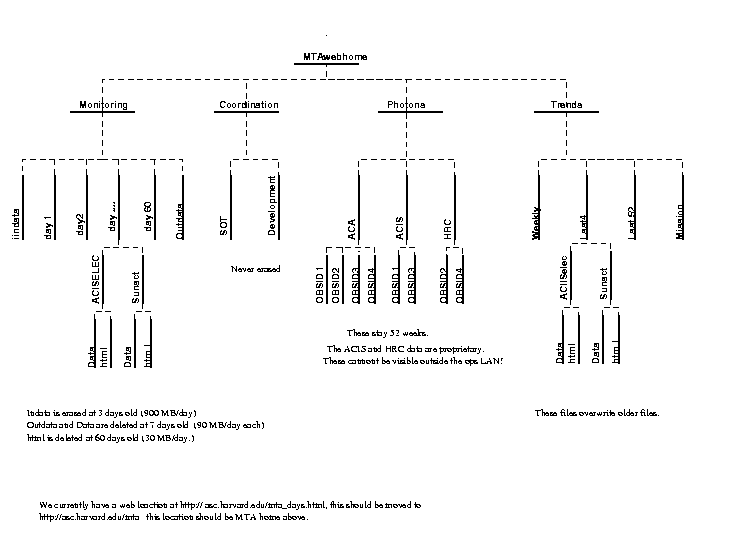 MTAwebhome
Monitoring
Coordination
Photona
Trenda
iindata
day 1
day2
day ....
day 60
Outdata
SOT
Development
ACA
ACIS
HRC
Weekly
Last4
Last 52
Mission
ACISELEC
Sunact
Never erased
OBSID1
OBSID2
OBSID3
OBSID4
OBSID1
OBSID3
OBSID2
OBSID4
ACIISelec
Sunact
Data
html
Data
html
Data
html
Data
html
These stay 52 weeks.
The ACIS and HRC data are proprietary.
These cannout be visible outside the ops LAN!
Indata is erased at 3 days old (900 MB/day)
Outdata and Data are deleted at 7 days old (90 MB/day each)
html is deleted at 60 days old (30 MB/day.)
These files overwrite older files.
We currently have a web loaction at http://asc.harvard.edu/mta_days.html, this should be moved to
http://asc.harvard.edu/mta this location should be MTA home above.